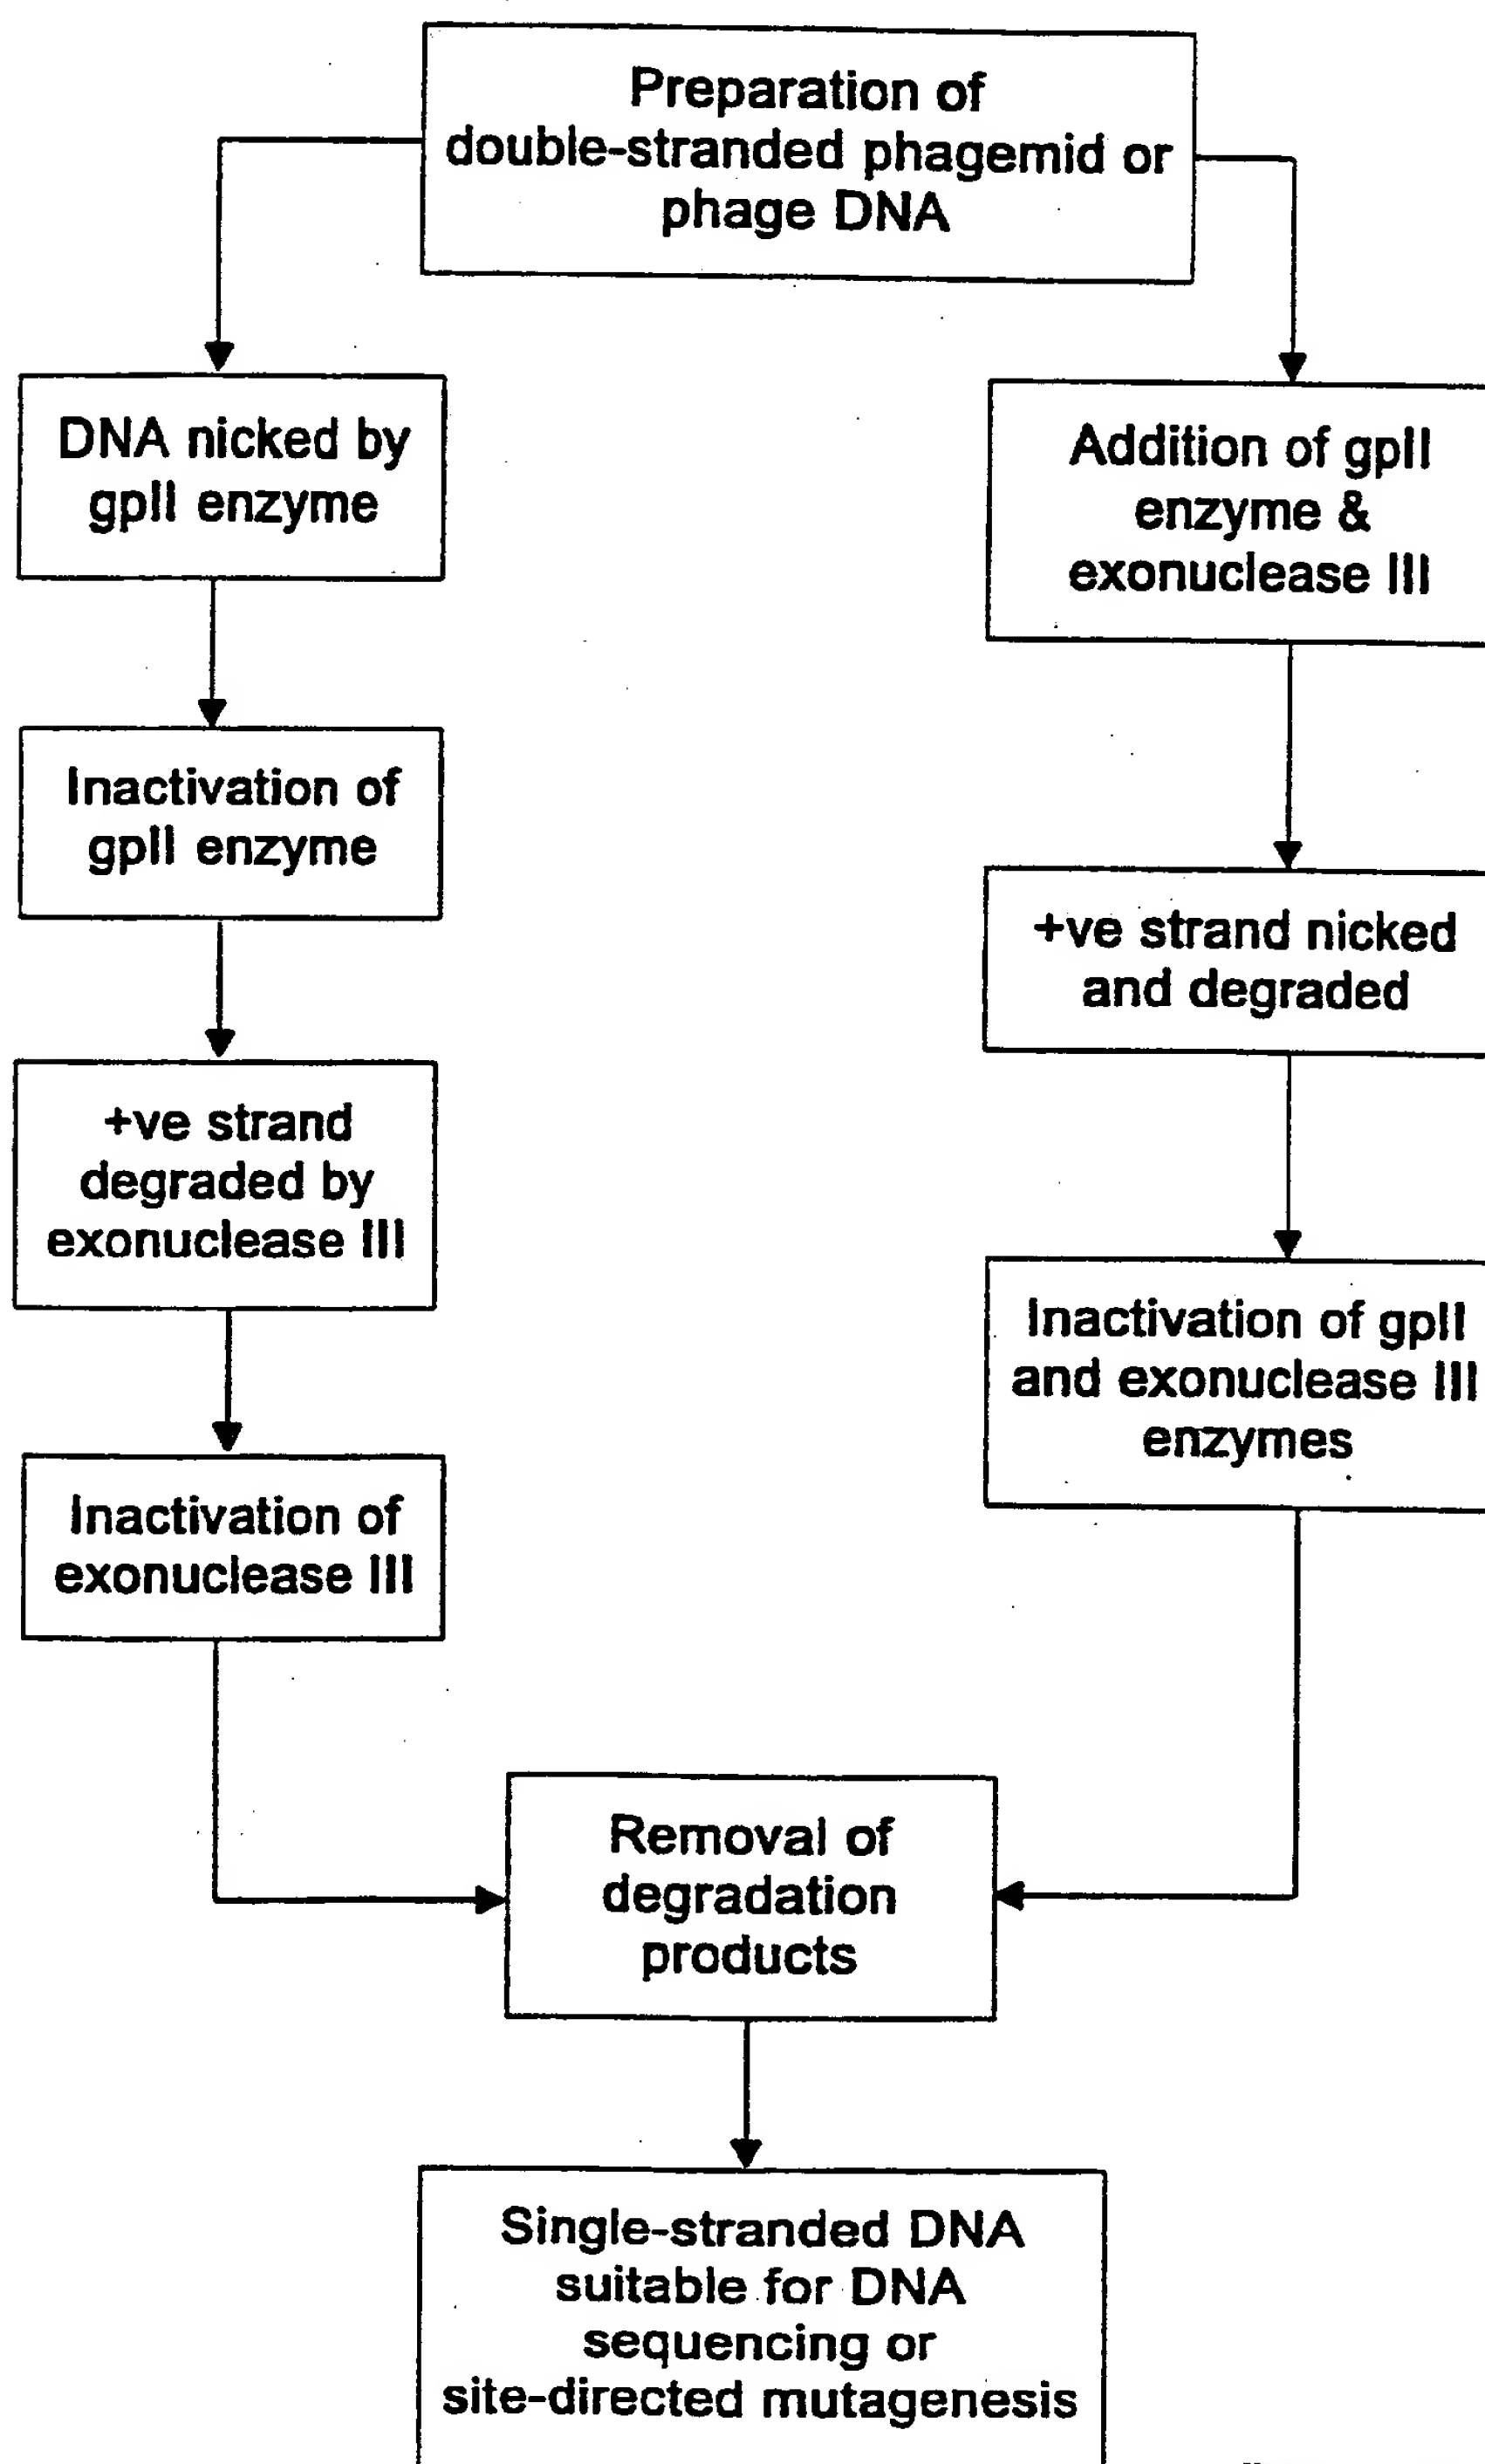 Preparation of
double-stranded phagemid or
phage DNA
DNA nicked by
gpII enzyme
Inactivation of
gpII enzyme
+ve strand
degraded by
exonuclease III
Inactivation of
exonuclease III
Addition of gpII
enzyme &
exonuclease III
+ve strand nicked
and degraded
Inactivation of gpII
and exonuclease III
enzymes
Removal of
degradation
products
Single-stranded DNA
suitable for DNA
sequencing or
site-directed mutagenesis